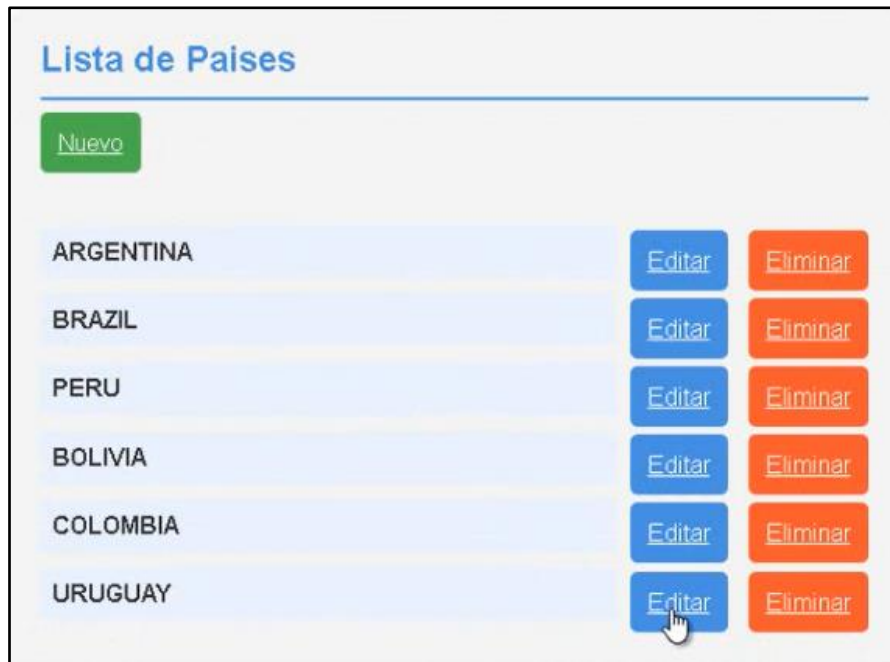 Lista de Paises
Nuevo
ARGENTINA Editar Eliminar
BRAZIL Editar Eliminar
PERU Editar Eliminar
BOLIVIA Editar Eliminar
COLOMBIA Editar Eliminar
URUGUAY Editar Eliminar